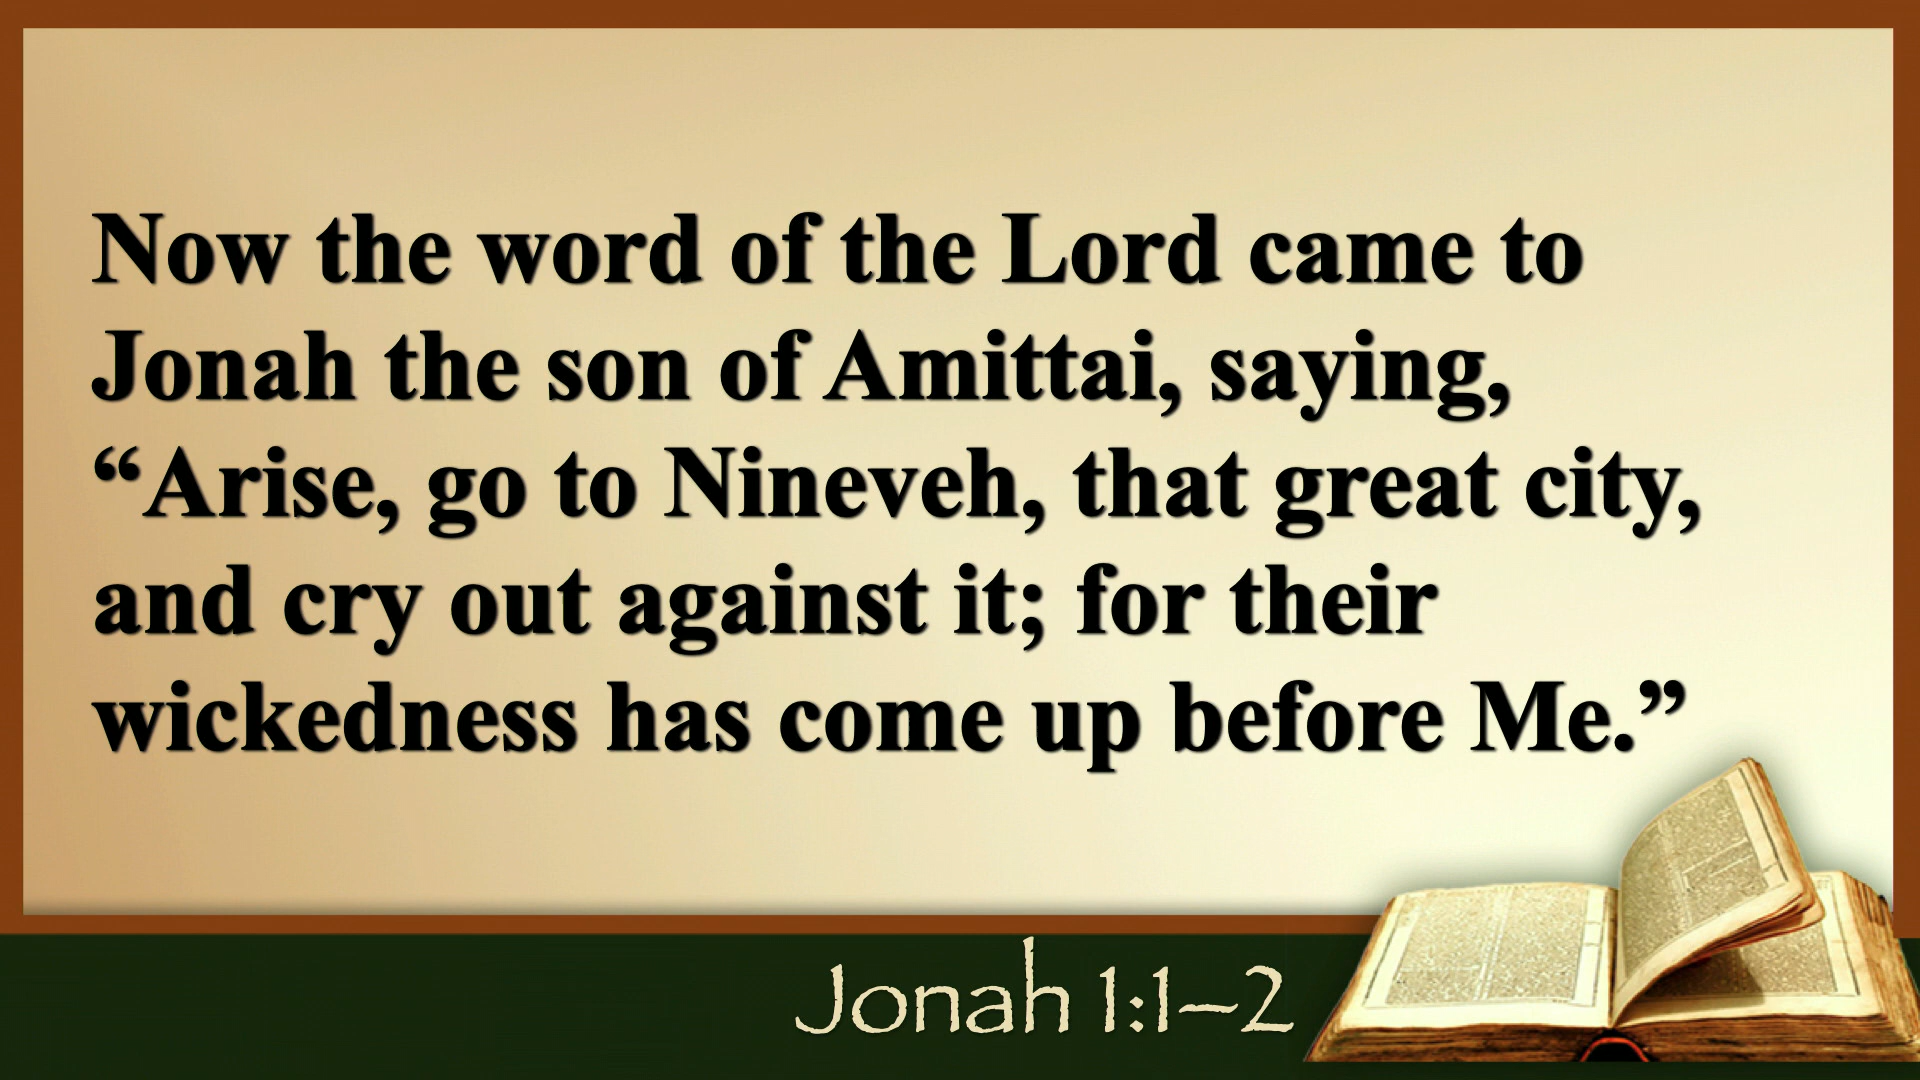 Now the word of the Lord came to
Jonah the son of Amittai, saying,
“Arise, go to Nineveh, that great city,
and cry out against it; for their
wickedness has come up before Me.”
Jonah 1:1–2